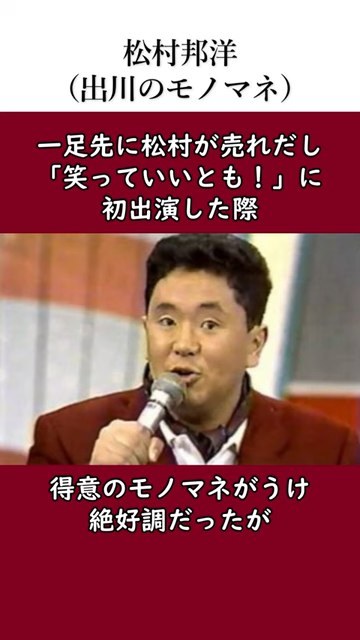 松村邦洋
（出川のモノマネ）
一足先に松村が売れだし
「笑っていいとも！」に
初出演した際
得意のモノマネがうけ
絶好調だったが